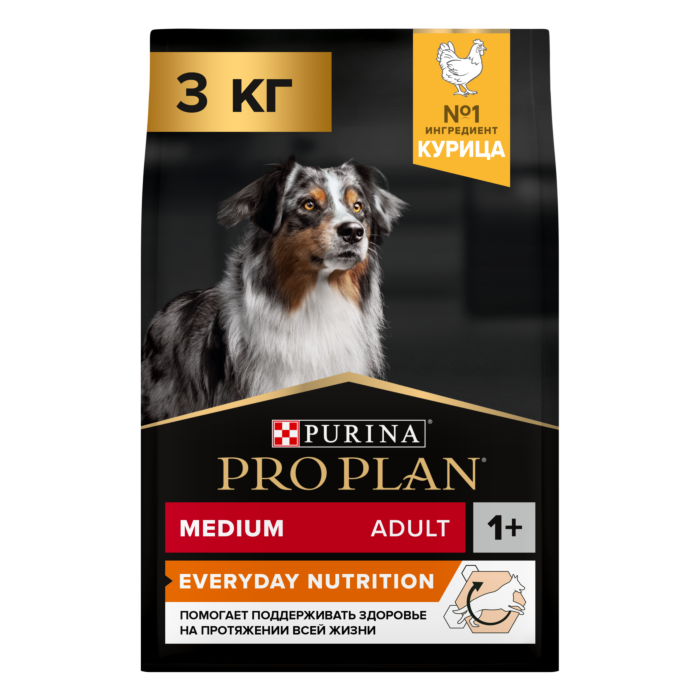 3 КГ
№1
ИНГРЕДИЕНТ
КУРИЦА
PURINA®
PRO PLAN®
MEDIUM ADULT 1+
EVERYDAY NUTRITION
ПОМОГАЕТ ПОДДЕРЖИВАТЬ ЗДОРОВЬЕ
НА ПРОТЯЖЕНИИ ВСЕЙ ЖИЗНИ